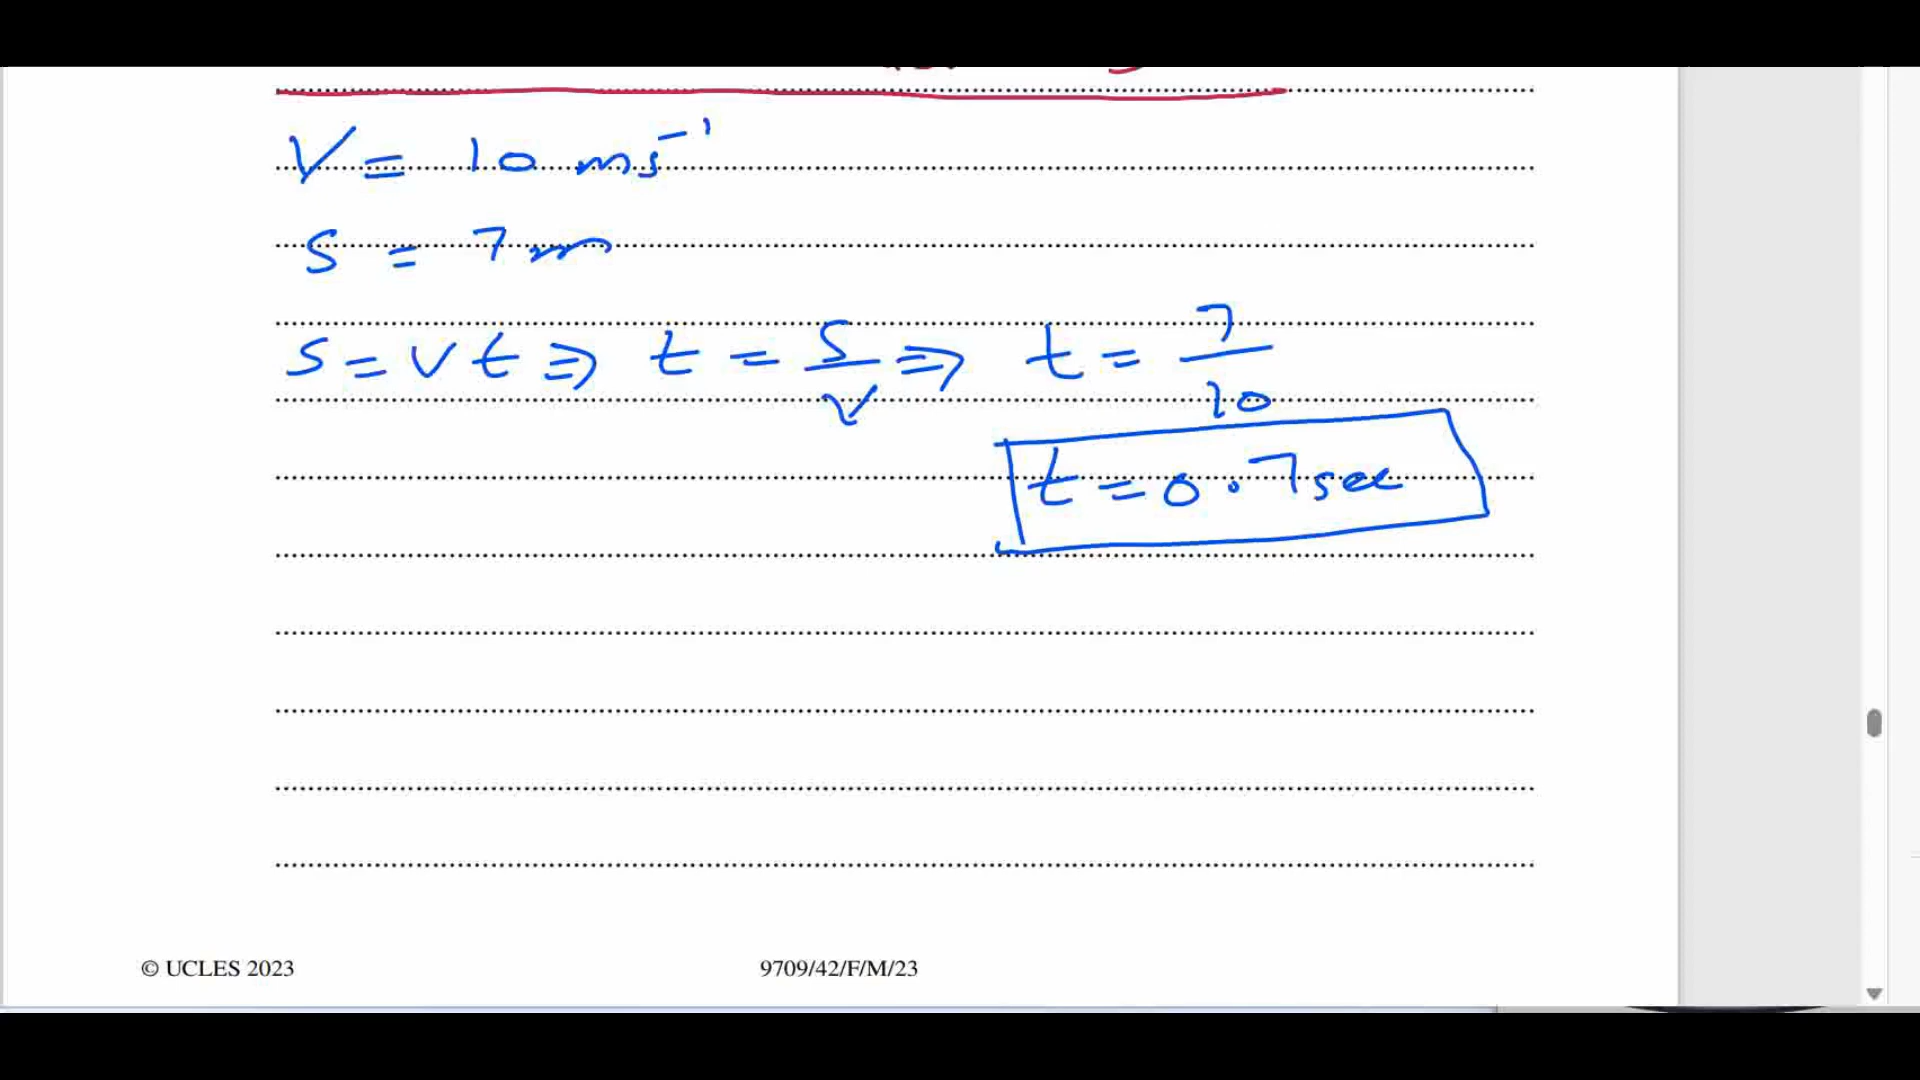 V = 10 ms⁻¹
S = 7 m
S = V t ⇒ t = S/V ⇒ t = 7/10
t = 0.7 sec
© UCLES 2023 9709/42/F/M/23